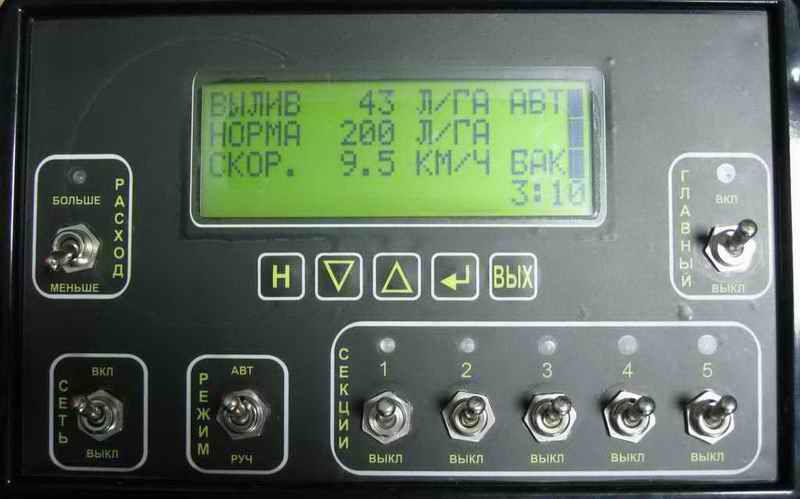 ВЫЛИВ 43 Л/ГА АВТ
НОРМА 200 Л/ГА
СКОР. 9.5 КМ/Ч БАК
3:10
РАСХОД
БОЛЬШЕ
МЕНЬШЕ
ГЛАВНЫЙ
ВКЛ
ВЫКЛ
Н ВЫХ
СЕТЬ
ВКЛ
ВЫКЛ
РЕЖИМ
АВТ
РУЧ
СЕКЦИИ
1 2 3 4 5
ВЫКЛ ВЫКЛ ВЫКЛ ВЫКЛ ВЫКЛ